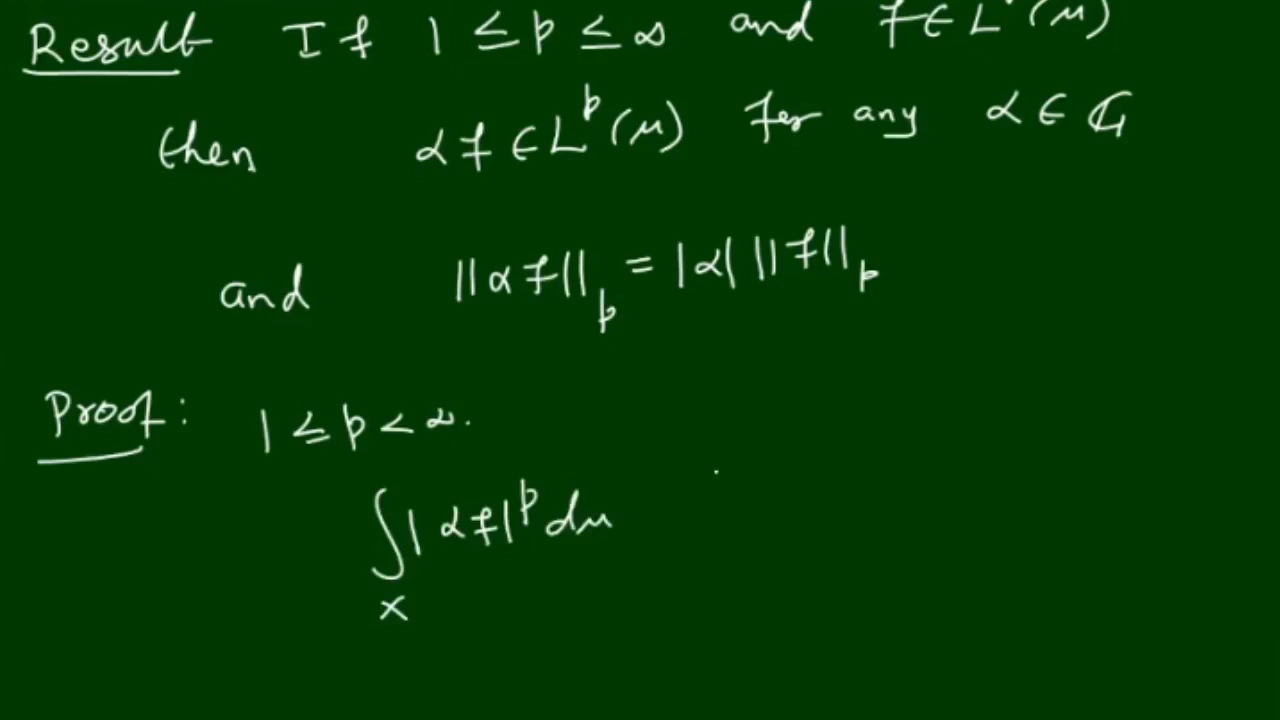 Result If 1 ≤ p ≤ ∞ and f ∈ L^p(μ)
then αf ∈ L^p(μ) for any α ∈ ℂ
and ||αf||_p = |α| ||f||_p
Proof: 1 ≤ p < ∞.
∫_X |αf|^p dμ